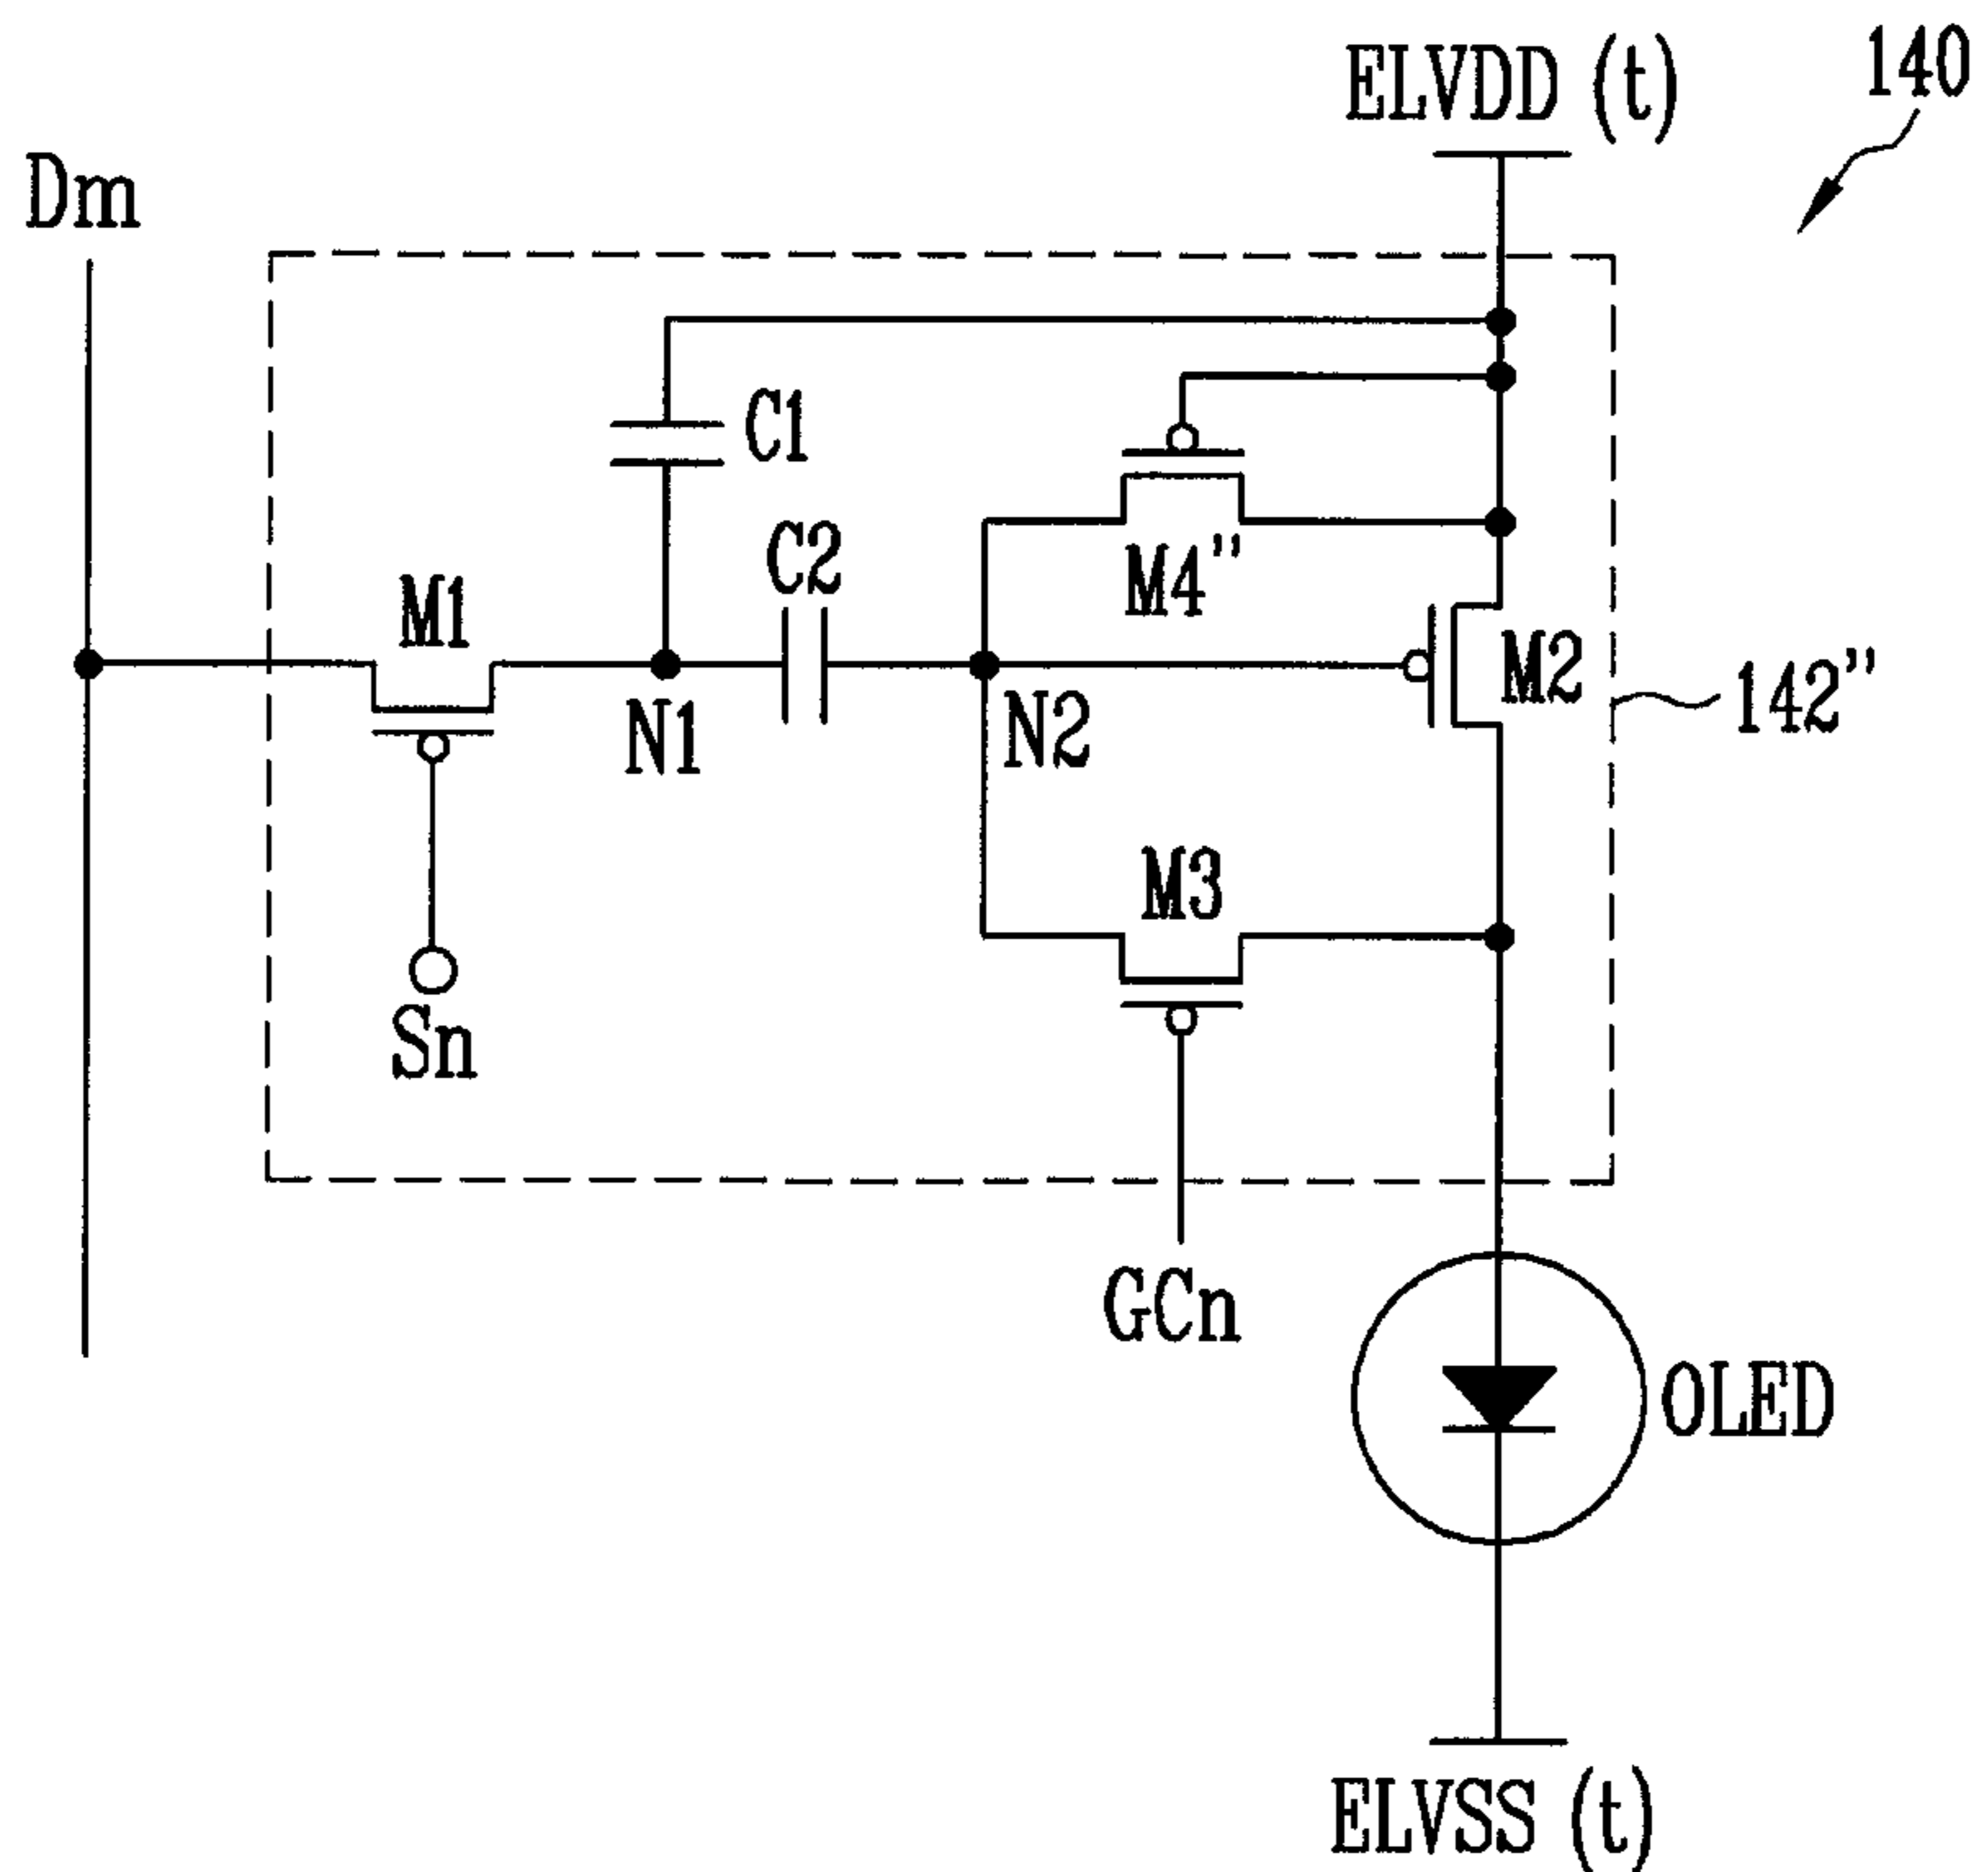 140
ELVDD (t)
Dm
C1
C2
M4"
M1
M2
142"
N1
N2
M3
Sn
GCn
OLED
ELVSS (t)